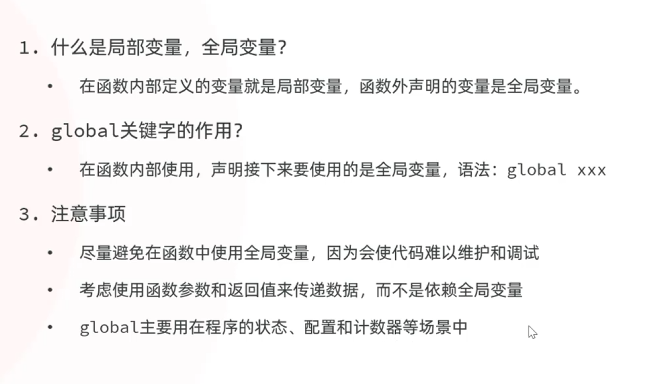 1. 什么是局部变量，全局变量？
• 在函数内部定义的变量就是局部变量，函数外声明的变量是全局变量。
2. global关键字的作用？
• 在函数内部使用，声明接下来要使用的是全局变量，语法：global xxx
3. 注意事项
• 尽量避免在函数中使用全局变量，因为会使代码难以维护和调试
• 考虑使用函数参数和返回值来传递数据，而不是依赖全局变量
• global主要用在程序的状态、配置和计数器等场景中